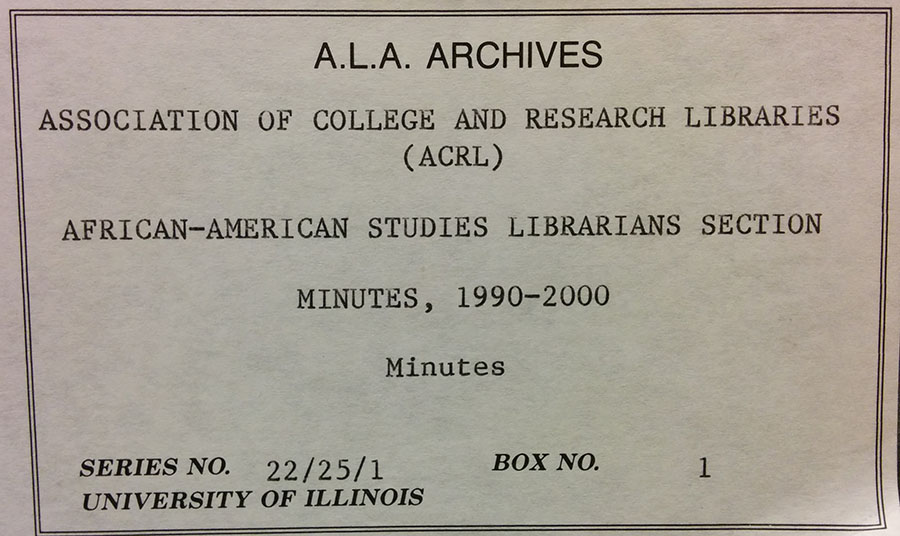 A.L.A. ARCHIVES
ASSOCIATION OF COLLEGE AND RESEARCH LIBRARIES
(ACRL)
AFRICAN-AMERICAN STUDIES LIBRARIANS SECTION
MINUTES, 1990-2000
Minutes
SERIES NO. 22/25/1 BOX NO. 1
UNIVERSITY OF ILLINOIS